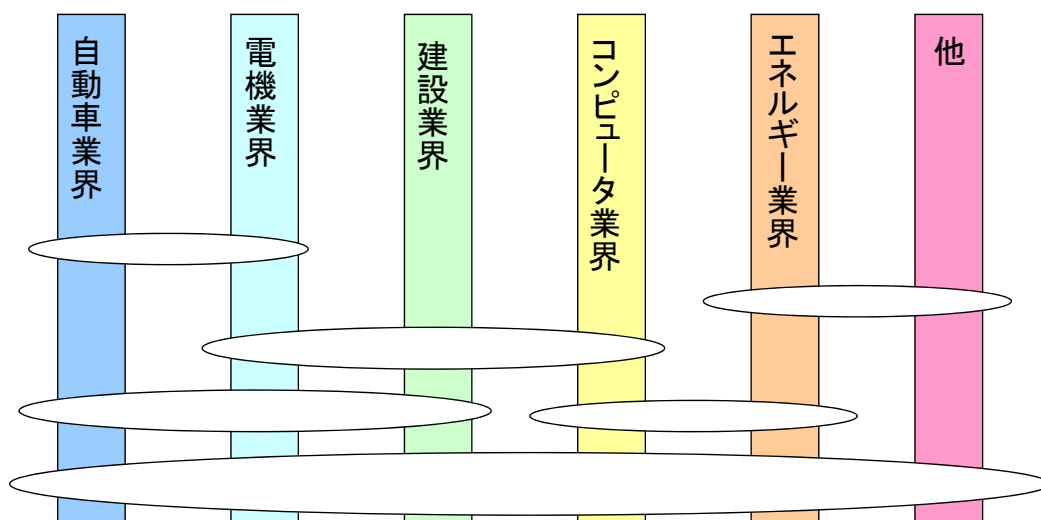 自動車業界
電機業界
建設業界
コンピュータ業界
エネルギー業界
他